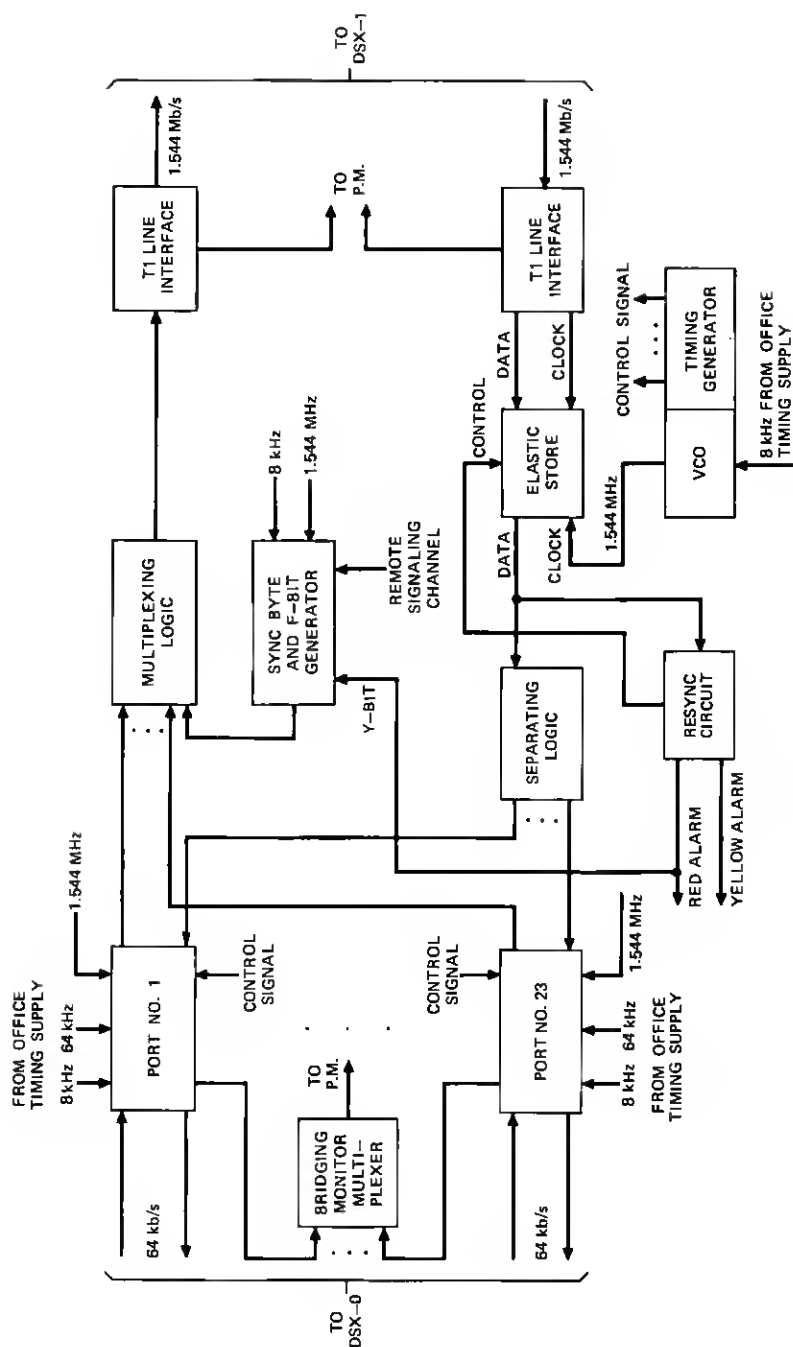 TO
DSX-1
1.544 Mb/s
1.544 Mb/s
T1 LINE
INTERFACE
TO
P.M.
T1 LINE
INTERFACE
MULTIPLEXING
LOGIC
8 kHz
1.544 MHz
SYNC BYTE
AND F-BIT
GENERATOR
REMOTE
SIGNALING
CHANNEL
Y-BIT
DATA
CLOCK
CONTROL
ELASTIC
STORE
DATA
CLOCK
1.544 MHz
CONTROL SIGNAL
TIMING
GENERATOR
VCO
8 kHz FROM OFFICE
TIMING SUPPLY
SEPARATING
LOGIC
RESYNC
CIRCUIT
RED ALARM
YELLOW ALARM
1.544 MHz
FROM OFFICE
TIMING SUPPLY
8 kHz 64 kHz
PORT NO. 1
CONTROL
SIGNAL
64 kb/s
TO
P.M.
BRIDGING
MONITOR
MULTI-
PLEXER
CONTROL
SIGNAL
PORT NO. 23
1.544 MHz
8 kHz 64 kHz
FROM OFFICE
TIMING SUPPLY
64 kb/s
TO
DSX-0